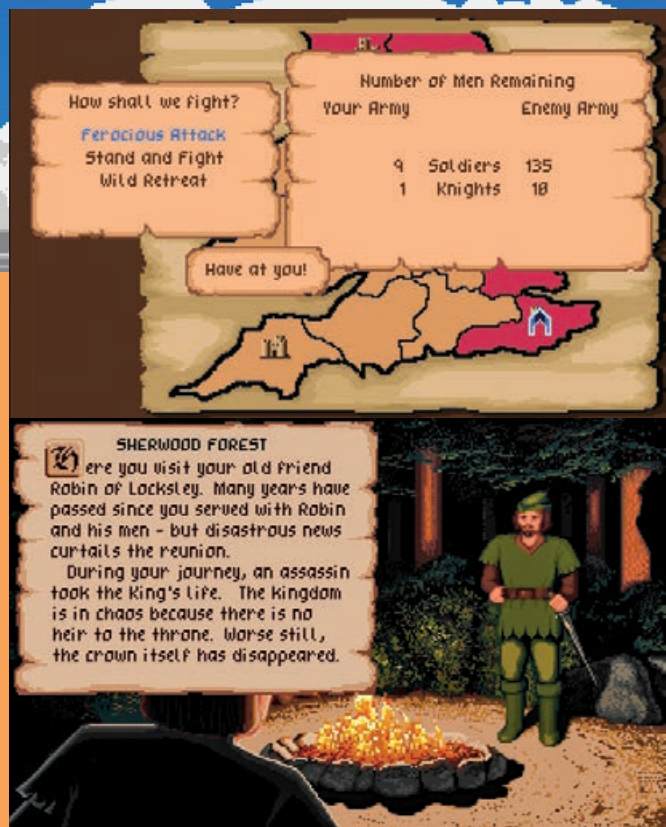 How shall we fight?
Ferocious Attack
Stand and Fight
Wild Retreat
Number of Men Remaining
Your Army Enemy Army
9 Soldiers 135
1 Knights 10
Have at you!
SHERWOOD FOREST
Here you visit your old friend
Robin of Locksley. Many years have
passed since you served with Robin
and his men - but disastrous news
curtails the reunion.
During your journey, an assassin
took the King's life. The kingdom
is in chaos because there is no
heir to the throne. Worse still,
the crown itself has disappeared.